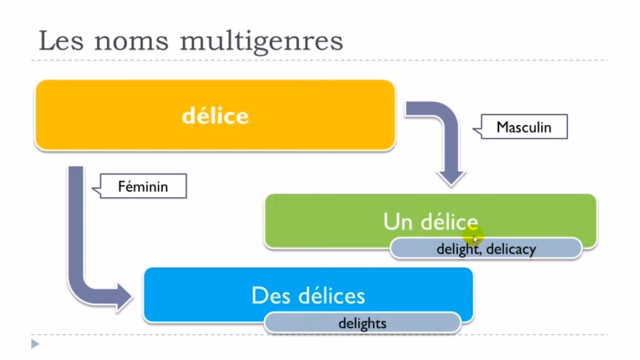 Les noms multigenres
délice
Masculin
Féminin
Un délice
delight, delicacy
Des délices
delights